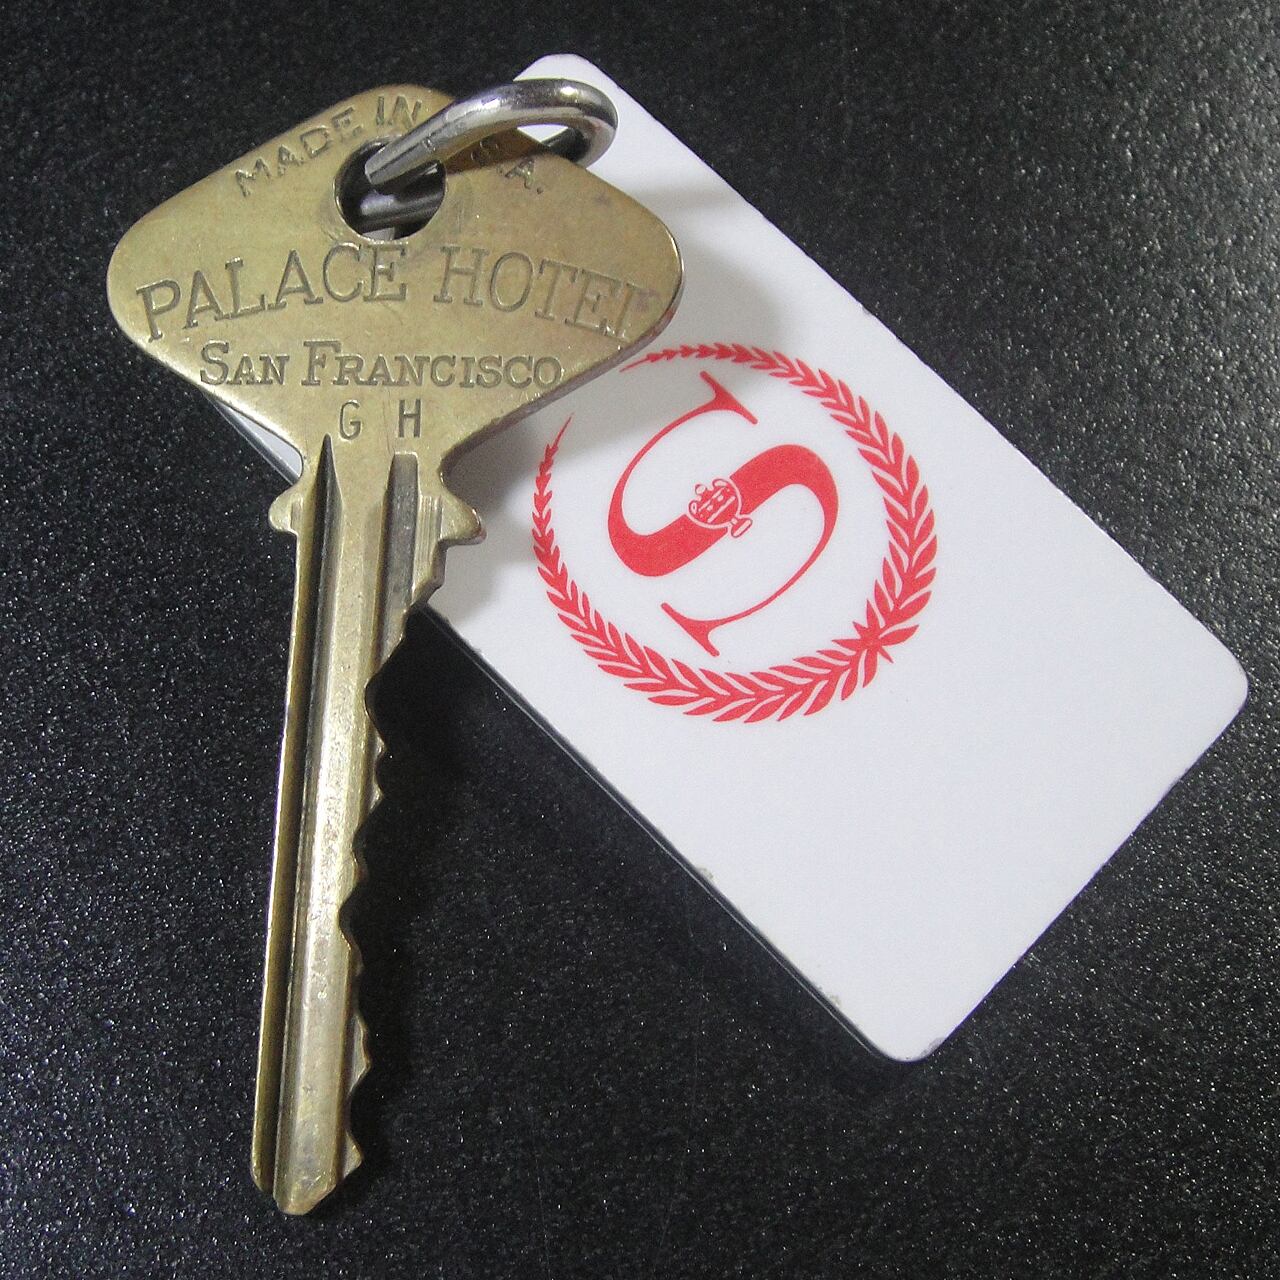 MADE IN U.S.A.
PALACE HOTEL
SAN FRANCISCO
G H
S